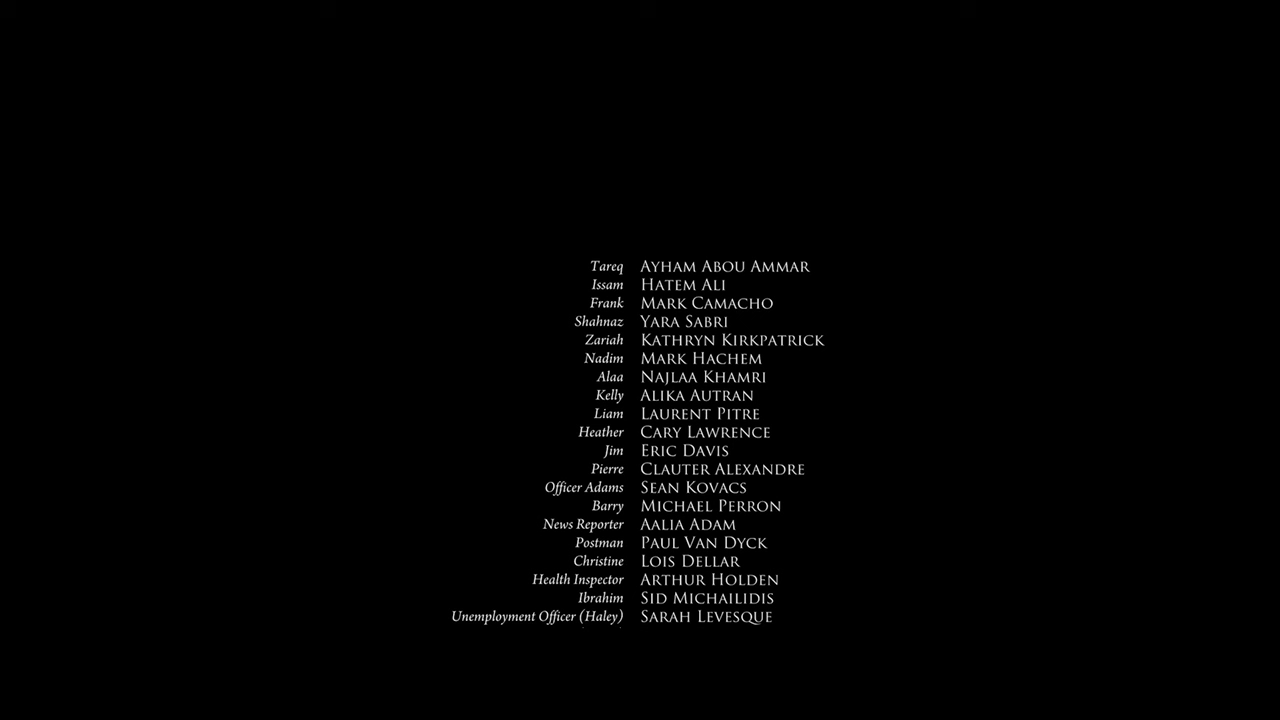 Tareq AYHAM ABOU AMMAR
Issam HATEM ALI
Frank MARK CAMACHO
Shahnaz YARA SABRI
Zariah KATHRYN KIRKPATRICK
Nadim MARK HACHEM
Alaa NAJLAA KHAMRI
Kelly ALIKA AUTRAN
Liam LAURENT PITRE
Heather CARY LAWRENCE
Jim ERIC DAVIS
Pierre CLAUTER ALEXANDRE
Officer Adams SEAN KOVACS
Barry MICHAEL PERRON
News Reporter AALIA ADAM
Postman PAUL VAN DYCK
Christine LOIS DELLAR
Health Inspector ARTHUR HOLDEN
Ibrahim SID MICHAILIDIS
Unemployment Officer (Haley) SARAH LEVESQUE